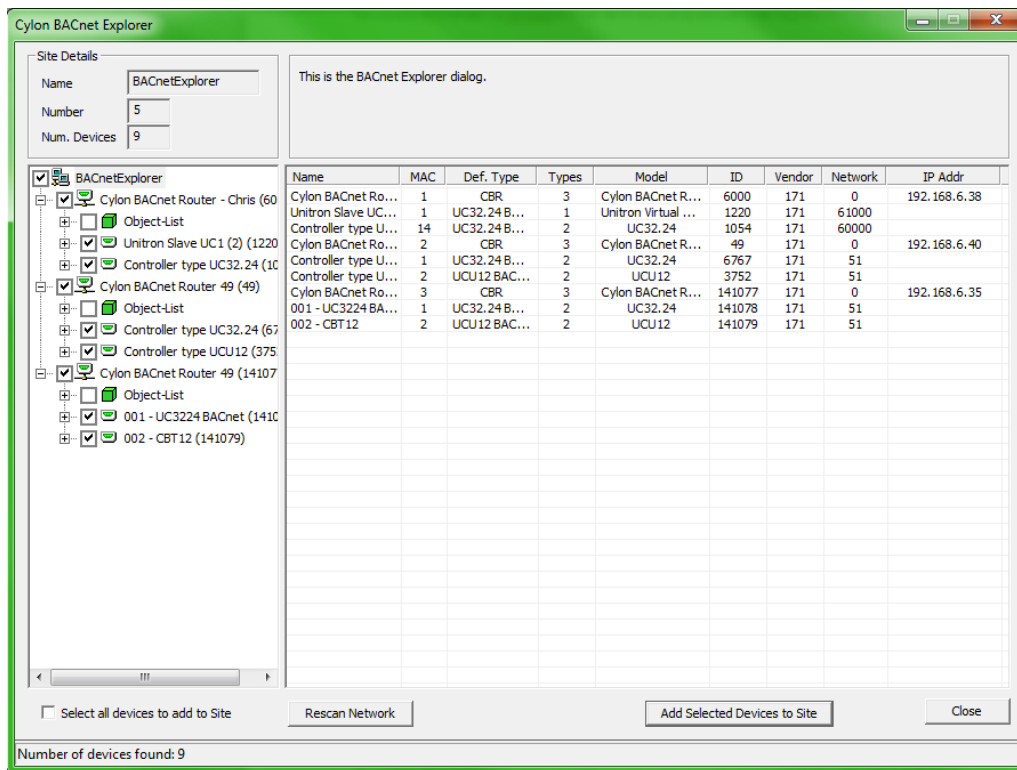 Cylon BACnet Explorer
Site Details
Name BACnetExplorer
Number 5
Num. Devices 9
This is the BACnet Explorer dialog.
BACnetExplorer
Cylon BACnet Router - Chris (60
Object-List
Unitron Slave UC1 (2) (1220
Controller type UC32.24 (10
Cylon BACnet Router 49 (49)
Object-List
Controller type UC32.24 (67
Controller type UCU12 (375
Cylon BACnet Router 49 (14107
Object-List
001 - UC3224 BACnet (1410
002 - CBT12 (141079)
Name MAC Def. Type Types Model ID Vendor Network IP Addr
Cylon BACnet Ro... 1 CBR 3 Cylon BACnet R... 6000 171 0 192.168.6.38
Unitron Slave UC... 1 UC32.24 B... 1 Unitron Virtual ... 1220 171 61000
Controller type U... 14 UC32.24 B... 2 UC32.24 1054 171 60000
Cylon BACnet Ro... 2 CBR 3 Cylon BACnet R... 49 171 0 192.168.6.40
Controller type U... 1 UC32.24 B... 2 UC32.24 6767 171 51
Controller type U... 2 UCU12 BAC... 2 UCU12 3752 171 51
Cylon BACnet Ro... 3 CBR 3 Cylon BACnet R... 141077 171 0 192.168.6.35
001 - UC3224 BA... 1 UC32.24 B... 2 UC32.24 141078 171 51
002 - CBT12 2 UCU12 BAC... 2 UCU12 141079 171 51
Select all devices to add to Site
Rescan Network
Add Selected Devices to Site
Close
Number of devices found: 9